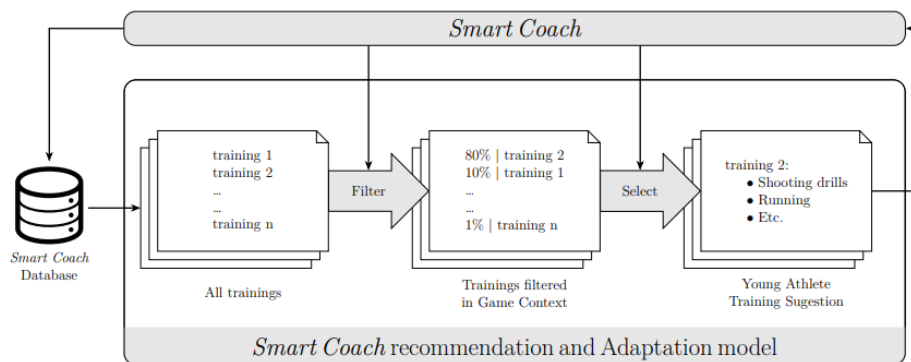 Smart Coach
training 1
training 2
...
...
training n
Filter
80% | training 2
10% | training 1
...
...
1% | training n
Select
training 2:
● Shooting drills
● Running
● Etc.
Smart Coach
Database
All trainings
Trainings filtered
in Game Context
Young Athlete
Training Sugestion
Smart Coach recommendation and Adaptation model